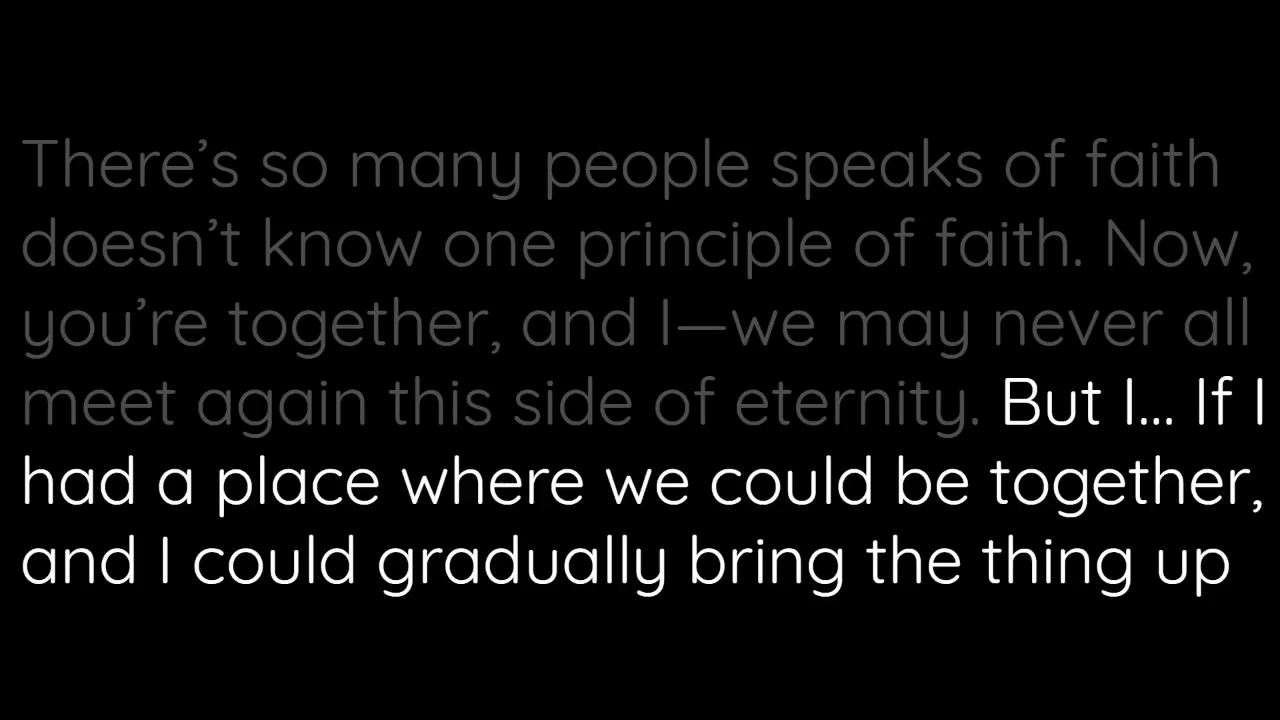 There’s so many people speaks of faith
doesn’t know one principle of faith. Now,
you’re together, and I—we may never all
meet again this side of eternity. But I... If I
had a place where we could be together,
and I could gradually bring the thing up